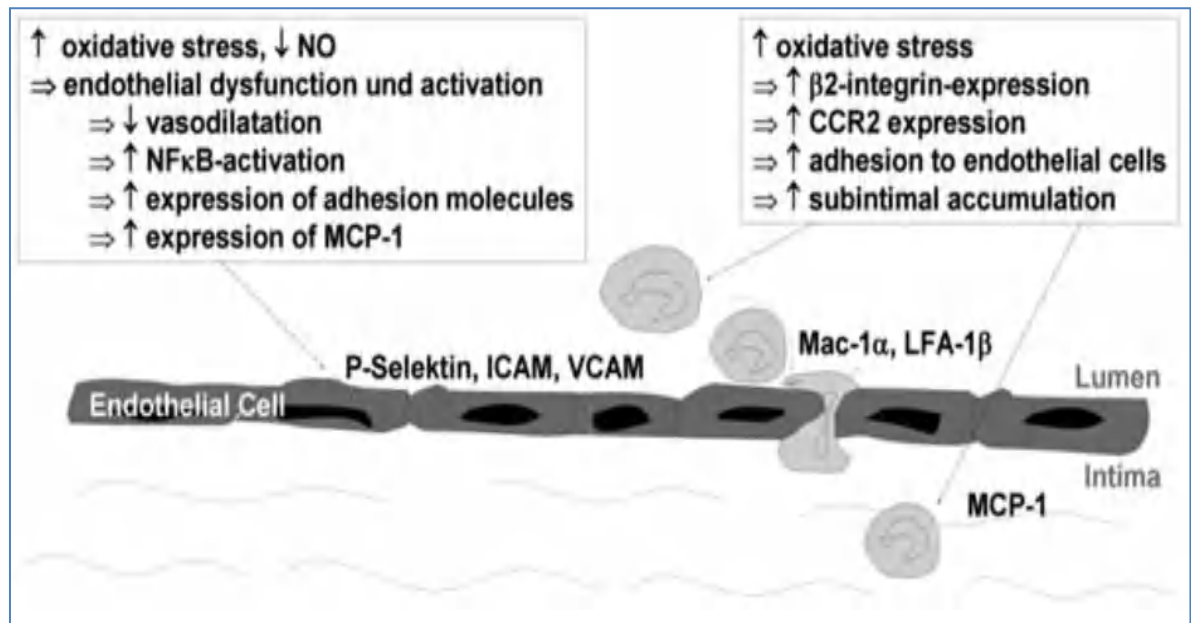 ↑ oxidative stress, ↓ NO
⇒ endothelial dysfunction und activation
⇒ ↓ vasodilatation
⇒ ↑ NFκB-activation
⇒ ↑ expression of adhesion molecules
⇒ ↑ expression of MCP-1
↑ oxidative stress
⇒ ↑ β2-integrin-expression
⇒ ↑ CCR2 expression
⇒ ↑ adhesion to endothelial cells
⇒ ↑ subintimal accumulation
P-Selektin, ICAM, VCAM
Mac-1α, LFA-1β
Lumen
Endothelial Cell
Intima
MCP-1